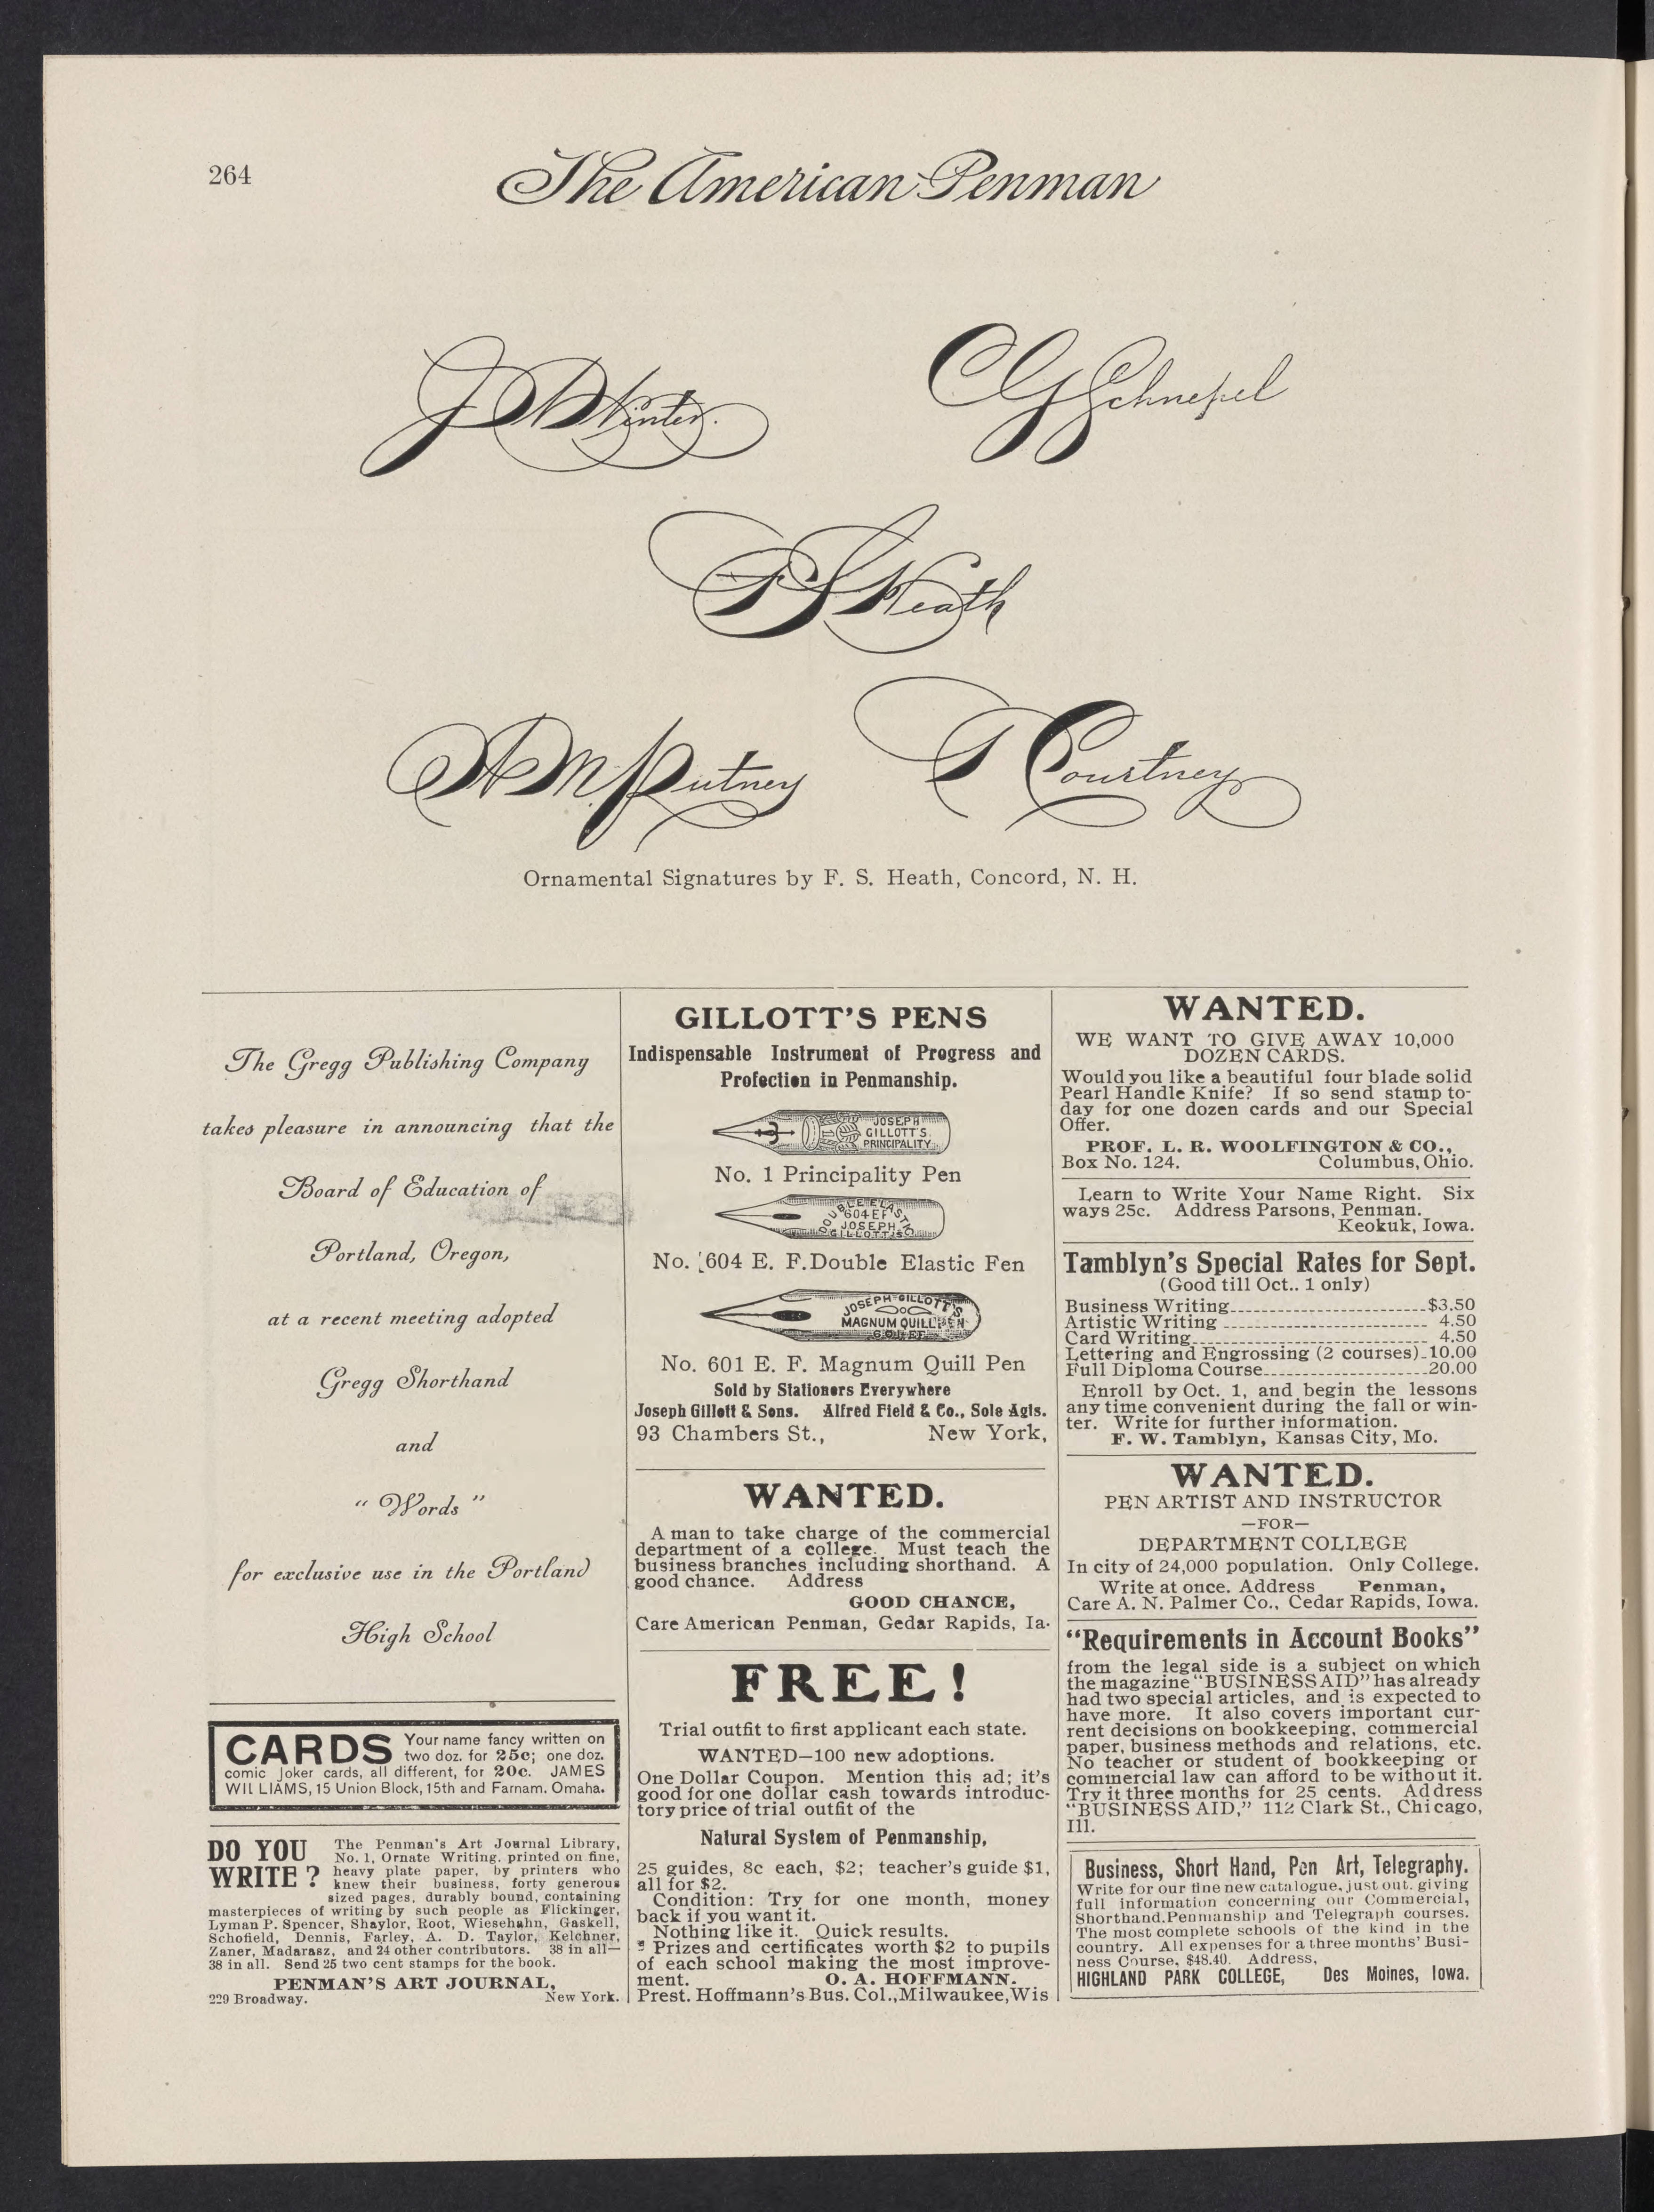 264
The American Penman
J D Winter.
C G Schnepel
F S Heath
A M Putney
F Courtney
Ornamental Signatures by F. S. Heath, Concord, N. H.
The Gregg Publishing Company
takes pleasure in announcing that the
Board of Education of
Portland, Oregon,
at a recent meeting adopted
Gregg Shorthand
and
"Words"
for exclusive use in the Portland
High School
CARDS Your name fancy written on
two doz. for 25c; one doz.
comic Joker cards, all different, for 20c. JAMES
WILLIAMS, 15 Union Block, 15th and Farnam. Omaha.
DO YOU
WRITE?
The Penman's Art Journal Library,
No. 1, Ornate Writing. printed on fine,
heavy plate paper, by printers who
knew their business, forty generous
sized pages, durably bound, containing
masterpieces of writing by such people as Flickinger,
Lyman P. Spencer, Shaylor, Root, Wiesehahn, Gaskell,
Schofield, Dennis, Farley, A. D. Taylor, Kelchner,
Zaner, Madarasz, and 24 other contributors. 38 in all—
38 in all. Send 25 two cent stamps for the book.
PENMAN'S ART JOURNAL,
229 Broadway. New York.
GILLOTT'S PENS
Indispensable Instrument of Progress and
Profection in Penmanship.
JOSEPH
GILLOTT'S
PRINCIPALITY
No. 1 Principality Pen
DOUBLE ELASTIC
604 EF
JOSEPH
GILLOTT'S
No. 604 E. F. Double Elastic Fen
JOSEPH GILLOTT'S
MAGNUM QUILL PEN
601 EF
No. 601 E. F. Magnum Quill Pen
Sold by Stationers Everywhere
Joseph Gillott & Sons. Alfred Field & Co., Sole Agts.
93 Chambers St., New York,
WANTED.
A man to take charge of the commercial
department of a college. Must teach the
business branches including shorthand. A
good chance. Address
GOOD CHANCE,
Care American Penman, Gedar Rapids, Ia.
FREE!
Trial outfit to first applicant each state.
WANTED—100 new adoptions.
One Dollar Coupon. Mention this ad; it's
good for one dollar cash towards introduc-
tory price of trial outfit of the
Natural System of Penmanship,
25 guides, 8c each, $2; teacher's guide $1,
all for $2.
Condition: Try for one month, money
back if you want it.
Nothing like it. Quick results.
Prizes and certificates worth $2 to pupils
of each school making the most improve-
ment. O. A. HOFFMANN.
Prest. Hoffmann's Bus. Col., Milwaukee, Wis
WANTED.
WE WANT TO GIVE AWAY 10,000
DOZEN CARDS.
Would you like a beautiful four blade solid
Pearl Handle Knife? If so send stamp to-
day for one dozen cards and our Special
Offer.
PROF. L. R. WOOLFINGTON & CO.,
Box No. 124. Columbus, Ohio.
Learn to Write Your Name Right. Six
ways 25c. Address Parsons, Penman.
Keokuk, Iowa.
Tamblyn's Special Rates for Sept.
(Good till Oct.. 1 only)
Business Writing $3.50
Artistic Writing 4.50
Card Writing 4.50
Lettering and Engrossing (2 courses) 10.00
Full Diploma Course 20.00
Enroll by Oct. 1, and begin the lessons
any time convenient during the fall or win-
ter. Write for further information.
F. W. Tamblyn, Kansas City, Mo.
WANTED.
PEN ARTIST AND INSTRUCTOR
—FOR—
DEPARTMENT COLLEGE
In city of 24,000 population. Only College.
Write at once. Address Penman,
Care A. N. Palmer Co., Cedar Rapids, Iowa.
"Requirements in Account Books"
from the legal side is a subject on which
the magazine "BUSINESS AID" has already
had two special articles, and is expected to
have more. It also covers important cur-
rent decisions on bookkeeping, commercial
paper, business methods and relations, etc.
No teacher or student of bookkeeping or
commercial law can afford to be without it.
Try it three months for 25 cents. Address
"BUSINESS AID," 112 Clark St., Chicago,
Ill.
Business, Short Hand, Pen Art, Telegraphy.
Write for our fine new catalogue, just out, giving
full information concerning our Commercial,
Shorthand. Penmanship and Telegraph courses.
The most complete schools of the kind in the
country. All expenses for a three months' Busi-
ness Course, $48.40. Address,
HIGHLAND PARK COLLEGE, Des Moines, Iowa.